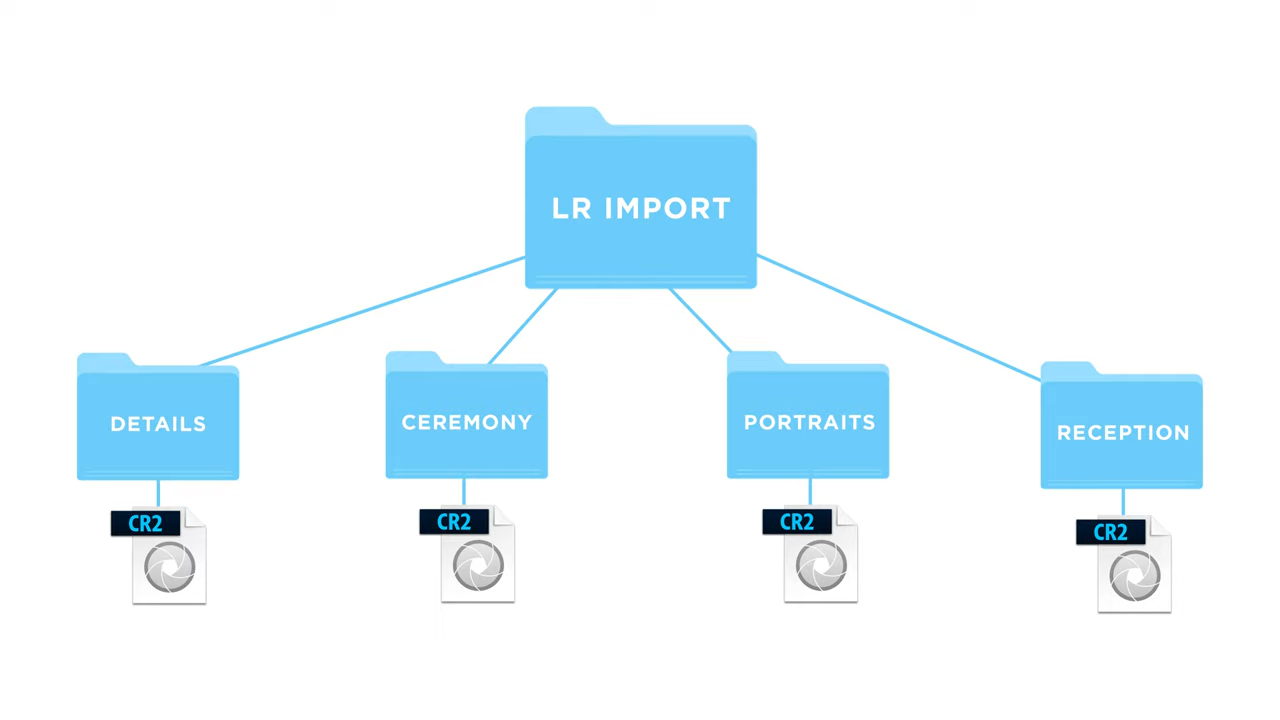 LR IMPORT
DETAILS
CEREMONY
PORTRAITS
RECEPTION
CR2
CR2
CR2
CR2